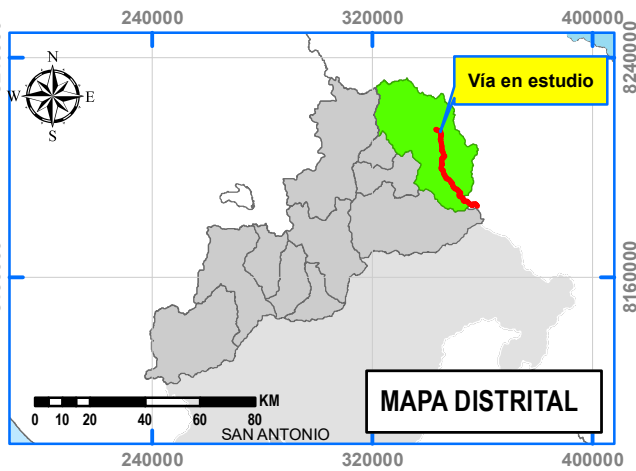 240000 320000 400000
8240000
N
W E
S
Vía en estudio
8160000
KM
0 10 20 40 60 80
MAPA DISTRITAL
SAN ANTONIO
240000 320000 400000